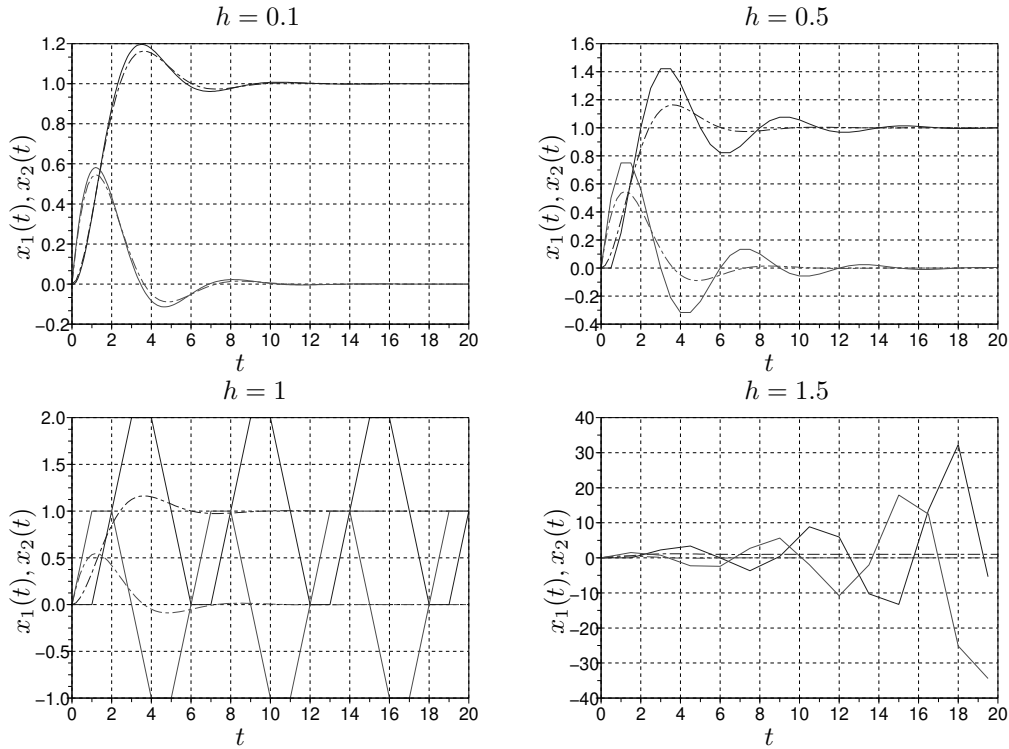 h = 0.1
1.2
1.0
0.8
0.6
0.4
0.2
0.0
−0.2
x₁(t), x₂(t)
0 2 4 6 8 10 12 14 16 18 20
t
h = 0.5
1.6
1.4
1.2
1.0
0.8
0.6
0.4
0.2
0.0
−0.2
−0.4
x₁(t), x₂(t)
0 2 4 6 8 10 12 14 16 18 20
t
h = 1
2.0
1.5
1.0
0.5
0.0
−0.5
−1.0
x₁(t), x₂(t)
0 2 4 6 8 10 12 14 16 18 20
t
h = 1.5
40
30
20
10
0
−10
−20
−30
−40
x₁(t), x₂(t)
0 2 4 6 8 10 12 14 16 18 20
t